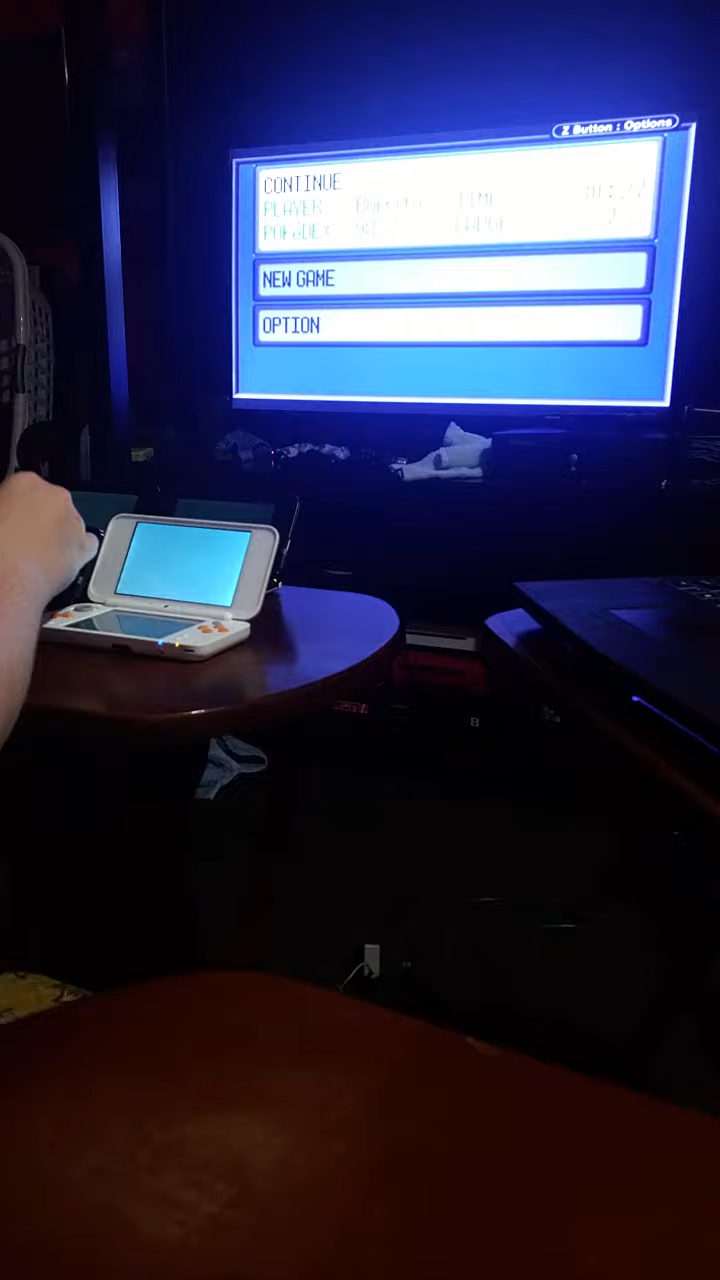 Z Button : Options
CONTINUE
PLAYER TIME
POKéDEX
NEW GAME
OPTION